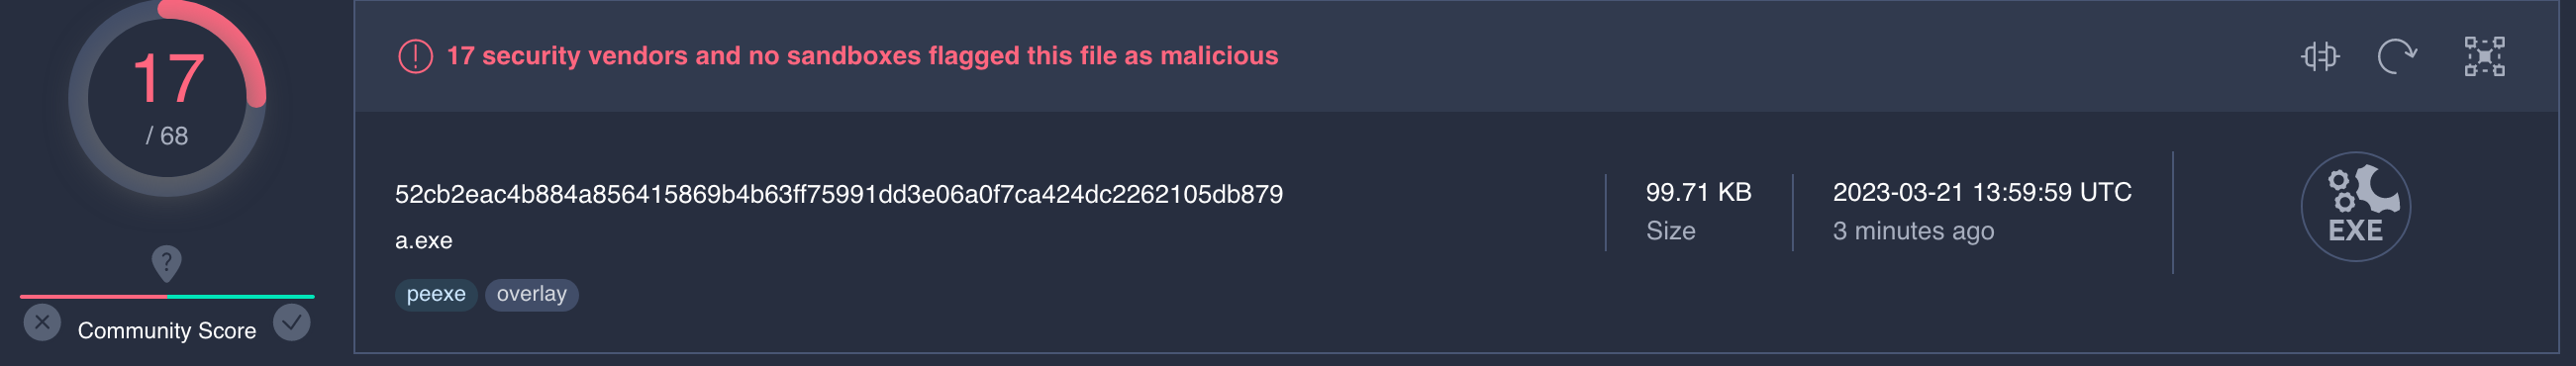 17
/ 68
?
Community Score
17 security vendors and no sandboxes flagged this file as malicious
52cb2eac4b884a856415869b4b63ff75991dd3e06a0f7ca424dc2262105db879
a.exe
peexe overlay
99.71 KB
Size
2023-03-21 13:59:59 UTC
3 minutes ago
EXE